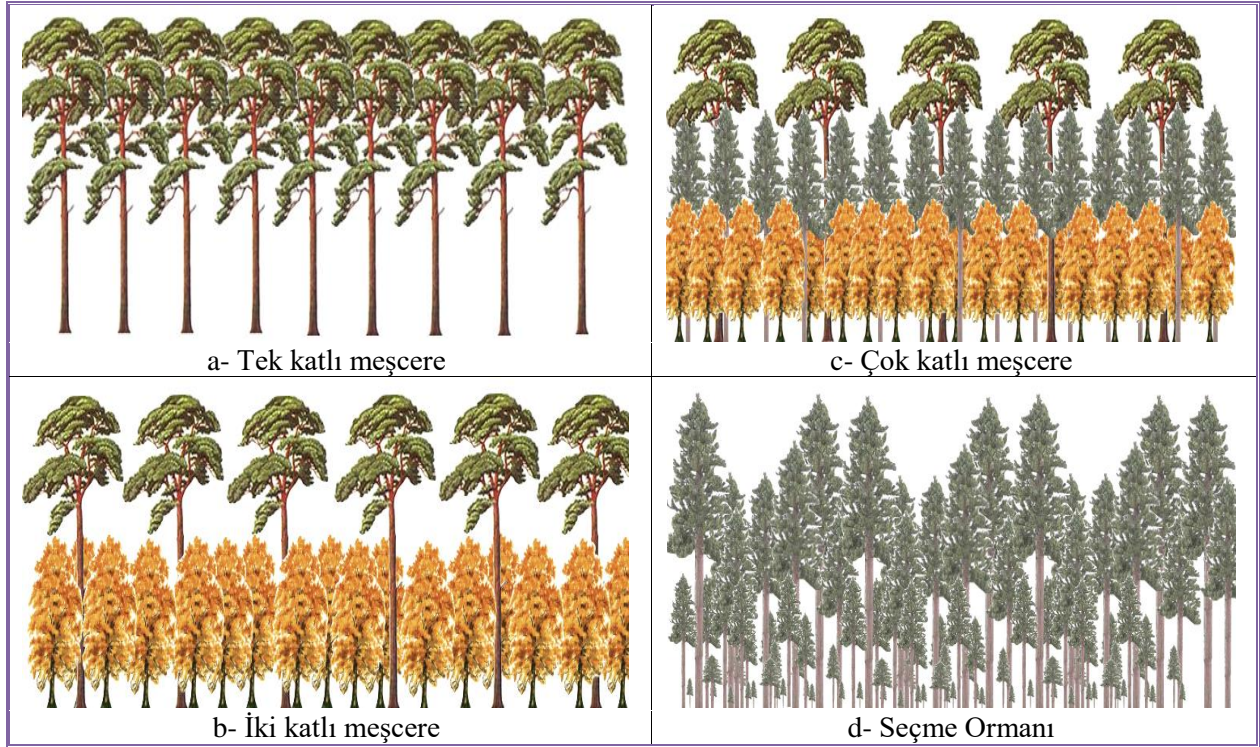 a- Tek katlı meşcere
c- Çok katlı meşcere
b- İki katlı meşcere
d- Seçme Ormanı